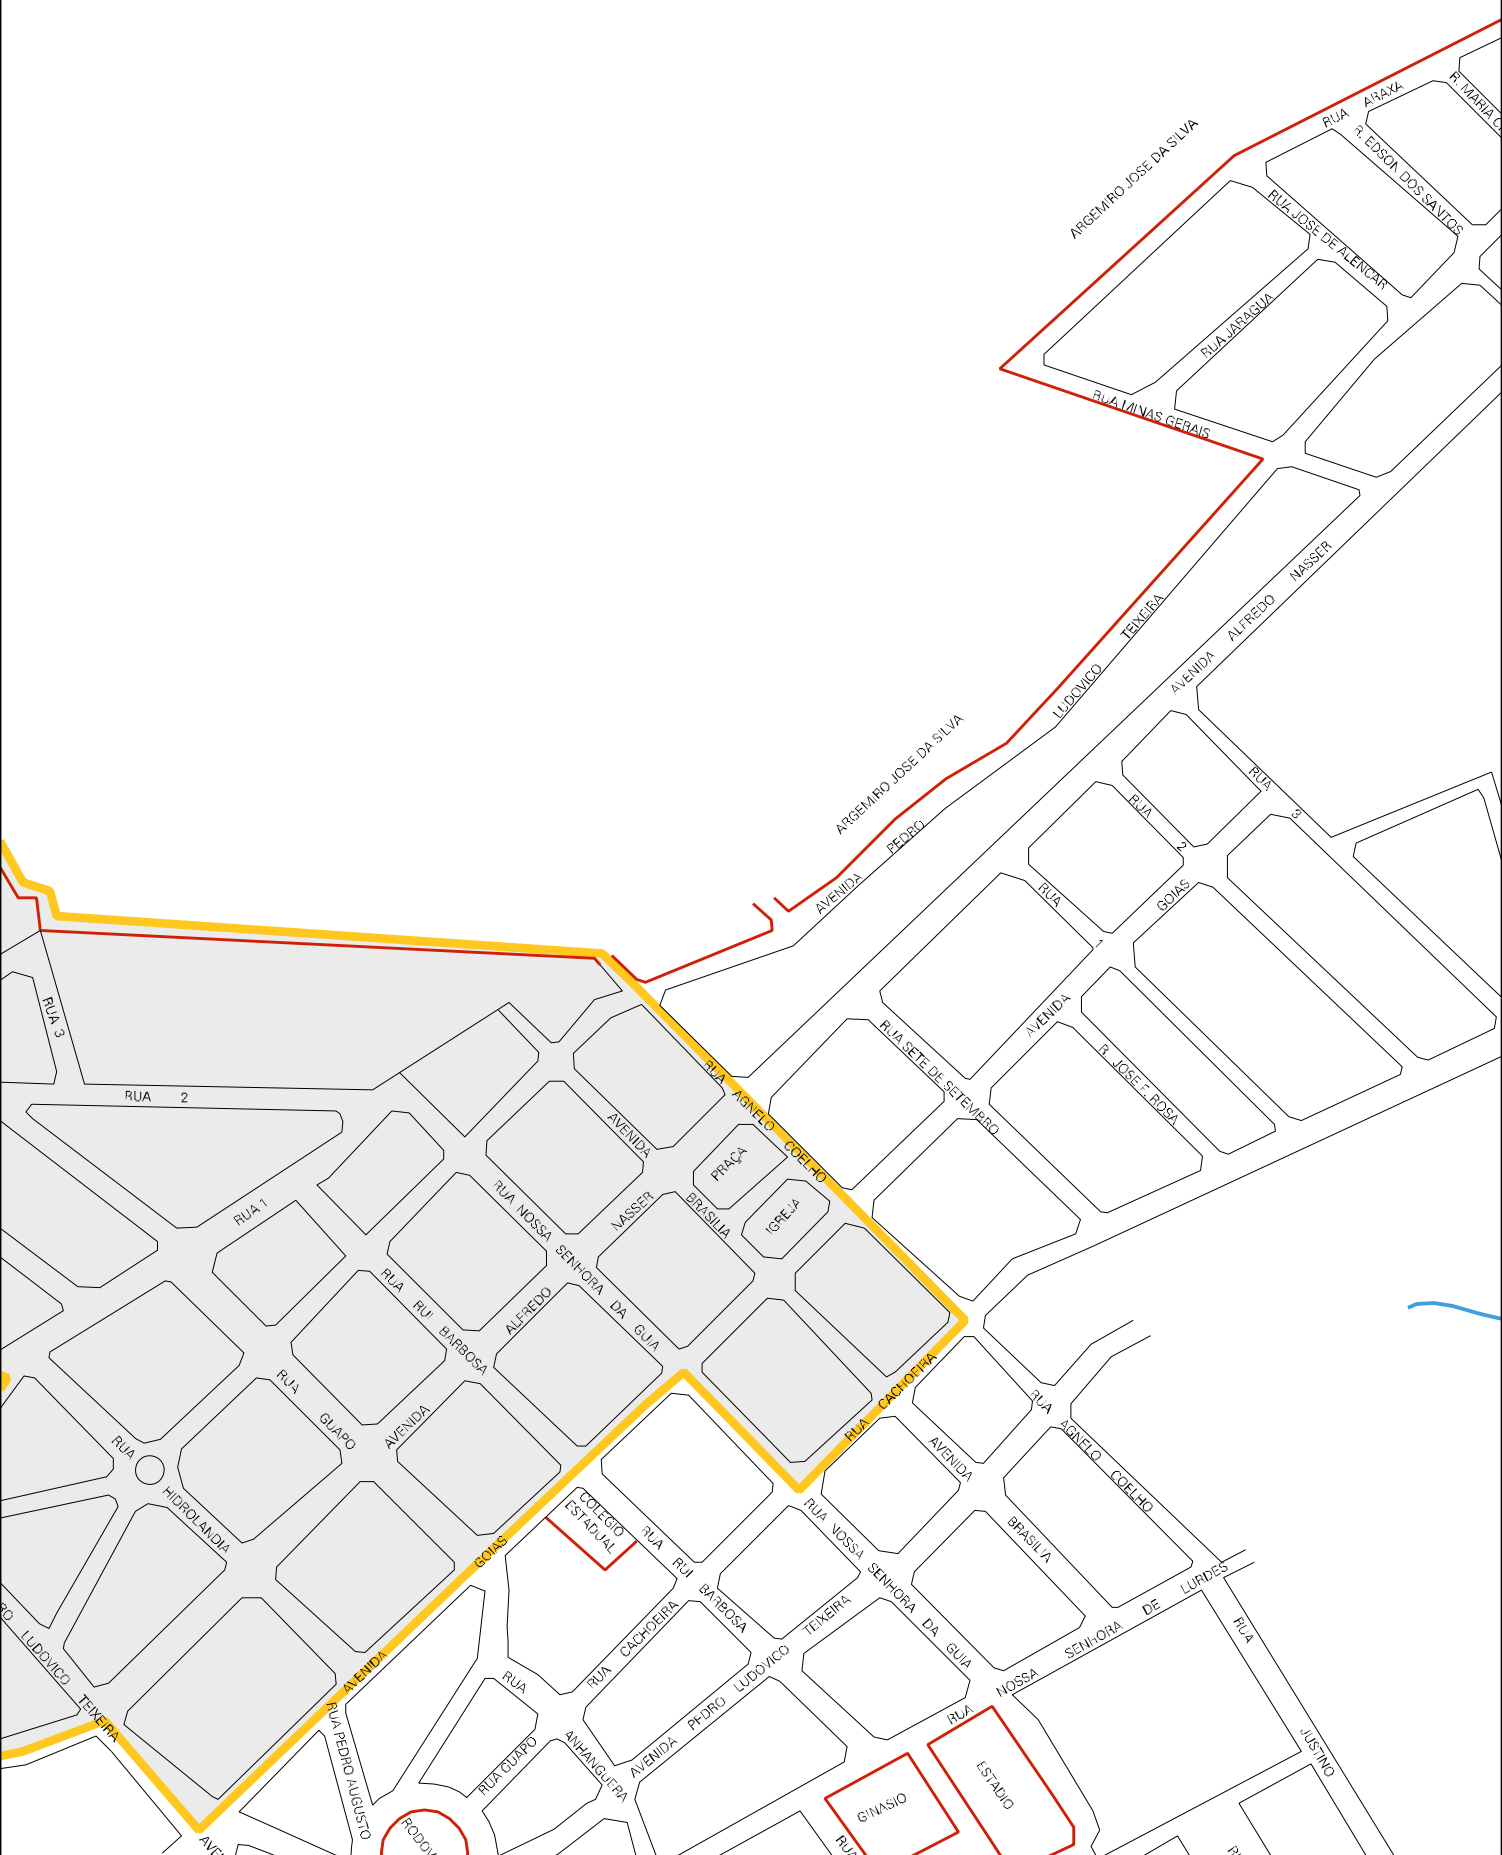 R. MARIA
RUA ARAXA
R. EDSON DOS SANTOS
ARGEMIRO JOSE DA SILVA
RUA JOSE DE ALENCAR
RUA JARAGUA
RUA MINAS GERAIS
AVENIDA ALFREDO NASSER
AVENIDA PEDRO LUDOVICO TEIXEIRA
ARGEMIRO JOSE DA SILVA
RUA 3
RUA 2
RUA 1
AVENIDA GOIAS
RUA SETE DE SETEMBRO
R. JOSE F. ROSA
RUA 3
RUA 2
RUA 1
RUA AGNELO COELHO
AVENIDA BRASILIA
PRAÇA
IGREJA
RUA NOSSA SENHORA DA GUIA
AVENIDA ALFREDO NASSER
RUA RUI BARBOSA
RUA GUAPO
RUA HIDROLANDIA
RUA CACHOEIRA
RUA AGNELO COELHO
AVENIDA BRASILIA
RUA NOSSA SENHORA DA GUIA
COLEGIO
ESTADUAL
RUA RUI BARBOSA
AVENIDA GOIAS
LUDOVICO TEIXEIRA
RUA CACHOEIRA
AVENIDA PEDRO LUDOVICO TEIXEIRA
RUA NOSSA SENHORA DE LURDES
RUA JUSTINO
RUA ANHANGUERA
RUA GUAPO
RUA PEDRO AUGUSTO
GINASIO
ESTADIO
RUA